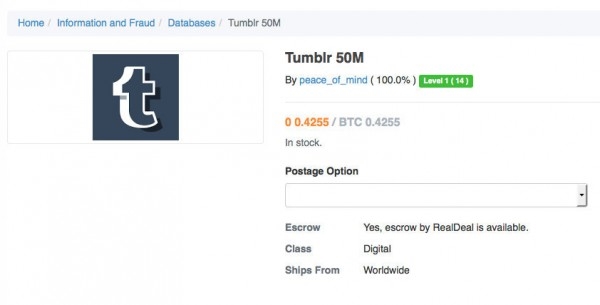 Home / Information and Fraud / Databases / Tumblr 50M
t
Tumblr 50M
By peace_of_mind ( 100.0% ) Level 1 ( 14 )
0 0.4255 / BTC 0.4255
In stock.
Postage Option
Escrow Yes, escrow by RealDeal is available.
Class Digital
Ships From Worldwide